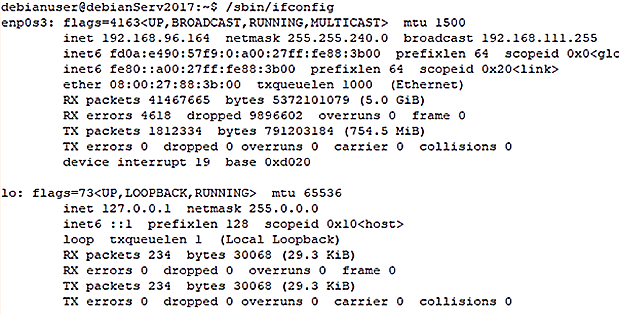 debianuser@debianServ2017:~$ /sbin/ifconfig
enp0s3: flags=4163<UP,BROADCAST,RUNNING,MULTICAST>  mtu 1500
        inet 192.168.96.164  netmask 255.255.240.0  broadcast 192.168.111.255
        inet6 fd0a:e490:57f9:0:a00:27ff:fe88:3b00  prefixlen 64  scopeid 0x0<glo
        inet6 fe80::a00:27ff:fe88:3b00  prefixlen 64  scopeid 0x20<link>
        ether 08:00:27:88:3b:00  txqueuelen 1000  (Ethernet)
        RX packets 41467665  bytes 5372101079 (5.0 GiB)
        RX errors 4618  dropped 9896602  overruns 0  frame 0
        TX packets 1812334  bytes 791203184 (754.5 MiB)
        TX errors 0  dropped 0 overruns 0  carrier 0  collisions 0
        device interrupt 19  base 0xd020
lo: flags=73<UP,LOOPBACK,RUNNING>  mtu 65536
        inet 127.0.0.1  netmask 255.0.0.0
        inet6 ::1  prefixlen 128  scopeid 0x10<host>
        loop  txqueuelen 1  (Local Loopback)
        RX packets 234  bytes 30068 (29.3 KiB)
        RX errors 0  dropped 0  overruns 0  frame 0
        TX packets 234  bytes 30068 (29.3 KiB)
        TX errors 0  dropped 0 overruns 0  carrier 0  collisions 0